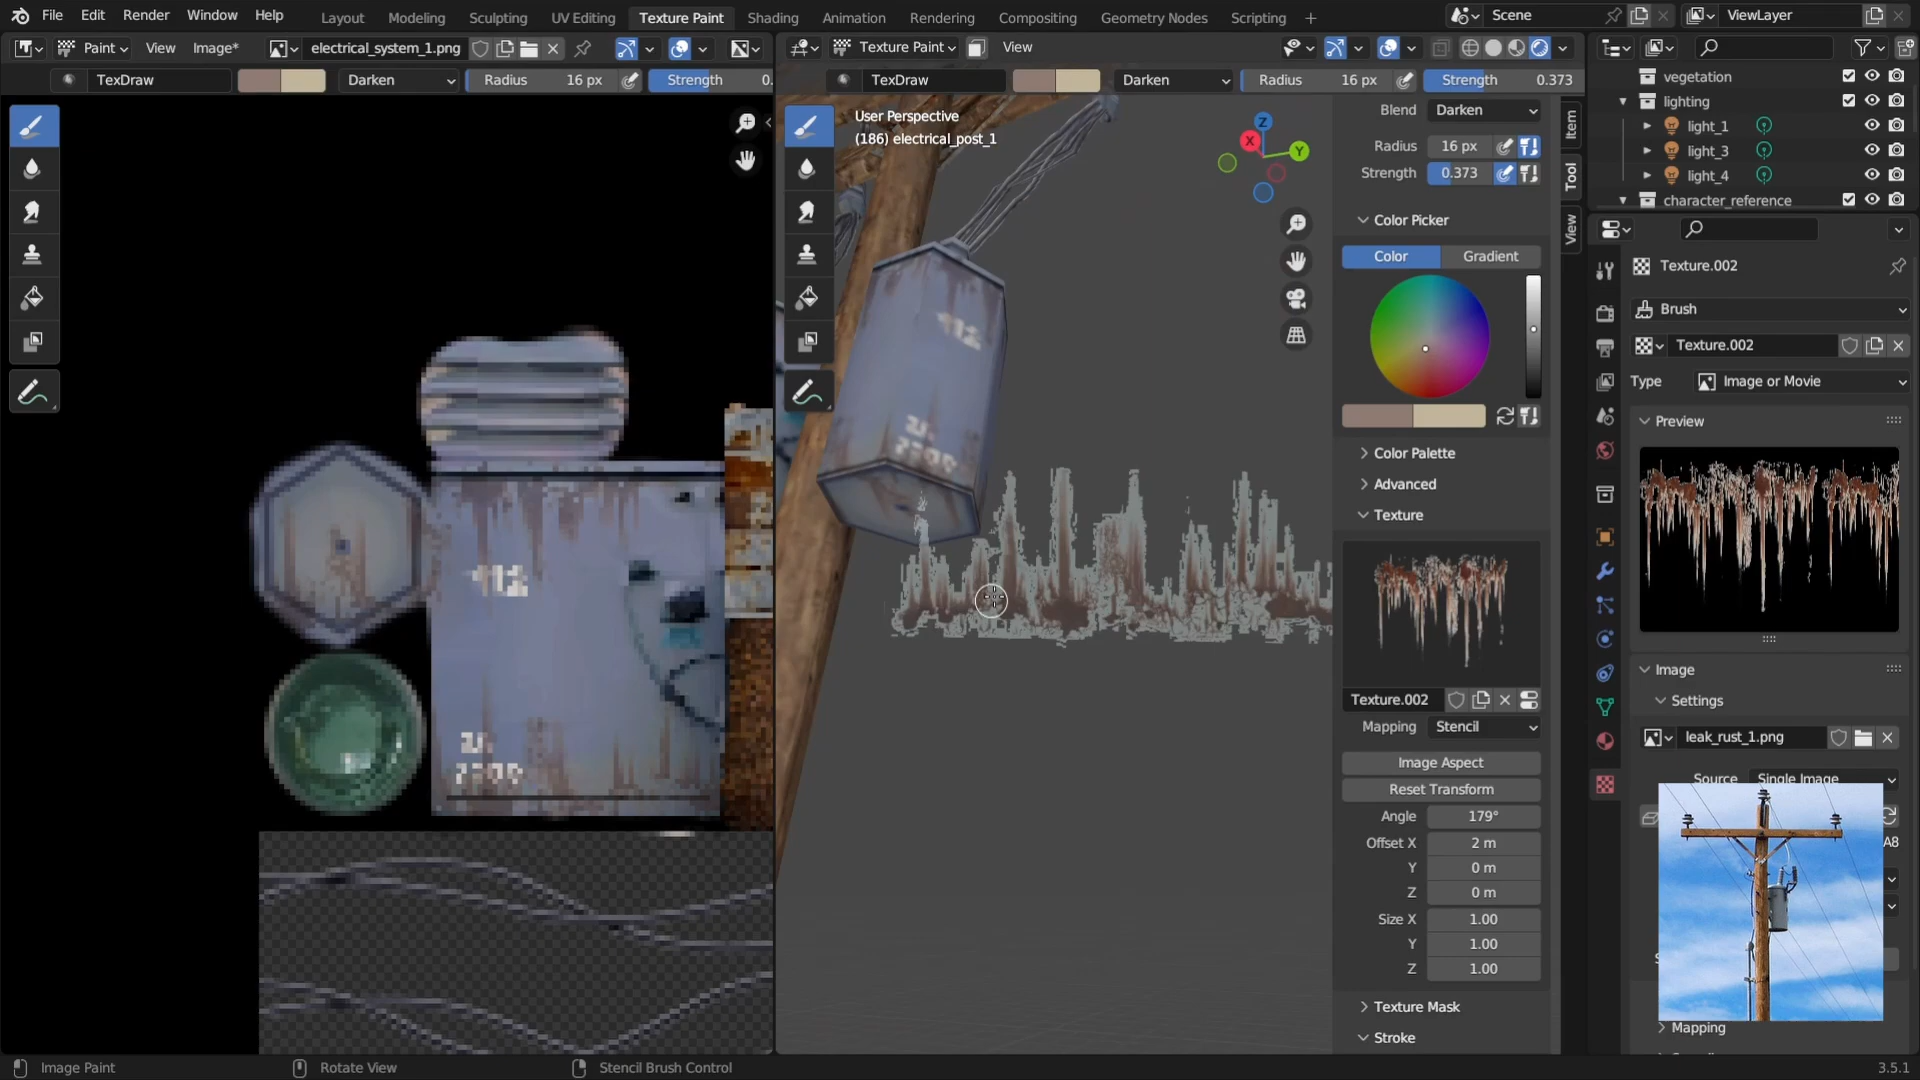 File Edit Render Window Help
Layout Modeling Sculpting UV Editing Texture Paint Shading Animation Rendering Compositing Geometry Nodes Scripting
Scene
ViewLayer
Paint View Image* electrical_system_1.png
Texture Paint View
TexDraw Darken Radius 16 px Strength 0.
TexDraw Darken Radius 16 px Strength 0.373
User Perspective
(186) electrical_post_1
X Y Z
Blend Darken
Radius 16 px
Strength 0.373
Color Picker
Color Gradient
Color Palette
Advanced
Texture
Texture.002
Mapping Stencil
Image Aspect
Reset Transform
Angle 179°
Offset X 2 m
Y 0 m
Z 0 m
Size X 1.00
Y 1.00
Z 1.00
Texture Mask
Stroke
Item
Tool
View
vegetation
lighting
light_1
light_3
light_4
character_reference
Texture.002
Brush
Texture.002
Type Image or Movie
Preview
Image
Settings
leak_rust_1.png
Source Single Image
A8
Mapping
Image Paint Rotate View Stencil Brush Control 3.5.1